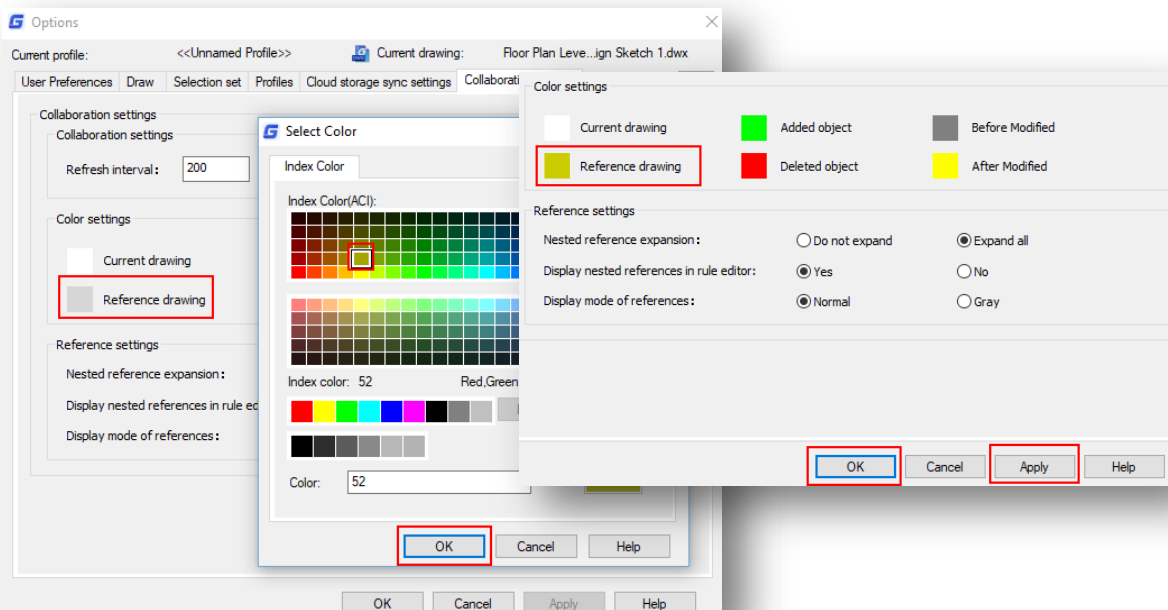 Options
Current profile: <<Unnamed Profile>> Current drawing: Floor Plan Leve...ign Sketch 1.dwx
User Preferences Draw Selection set Profiles Cloud storage sync settings Collaborati
Collaboration settings
Collaboration settings
Refresh interval: 200
Color settings
Current drawing
Reference drawing
Reference settings
Nested reference expansion:
Display nested references in rule ed
Display mode of references:
OK Cancel Apply Help
Select Color
Index Color
Index Color(ACI):
Index color: 52 Red,Green
Color: 52
OK Cancel Help
Color settings
Current drawing Added object Before Modified
Reference drawing Deleted object After Modified
Reference settings
Nested reference expansion: Do not expand Expand all
Display nested references in rule editor: Yes No
Display mode of references: Normal Gray
OK Cancel Apply Help